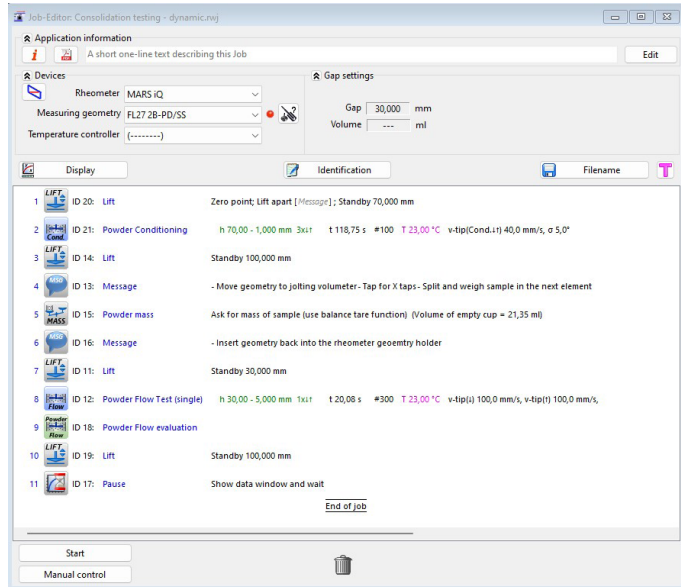 Job-Editor: Consolidation testing - dynamic.rwj
Application information
i A short one-line text describing this Job Edit
Devices
Rheometer MARS iQ
Measuring geometry FL27 2B-PD/SS
Temperature controller (--------)
Gap settings
Gap 30,000 mm
Volume --- ml
Display Identification Filename T
1 LIFT ID 20: Lift Zero point; Lift apart [Message] ; Standby 70,000 mm
2 Cond. ID 21: Powder Conditioning h 70,00 - 1,000 mm 3x↓↑ t 118,75 s #100 T 23,00 °C v-tip(Cond.↓↑) 40,0 mm/s, σ 5,0°
3 LIFT ID 14: Lift Standby 100,000 mm
4 MSG ID 13: Message - Move geometry to jolting volumeter- Tap for X taps- Split and weigh sample in the next element
5 MASS ID 15: Powder mass Ask for mass of sample (use balance tare function) (Volume of empty cup = 21,35 ml)
6 MSG ID 16: Message - Insert geometry back into the rheometer geoemtry holder
7 LIFT ID 11: Lift Standby 30,000 mm
8 Flow ID 12: Powder Flow Test (single) h 30,00 - 5,000 mm 1x↓↑ t 20,08 s #300 T 23,00 °C v-tip(↓) 100,0 mm/s, v-tip(↑) 100,0 mm/s,
9 Powder Flow ID 18: Powder Flow evaluation
10 LIFT ID 19: Lift Standby 100,000 mm
11 ID 17: Pause Show data window and wait
End of job
Start
Manual control